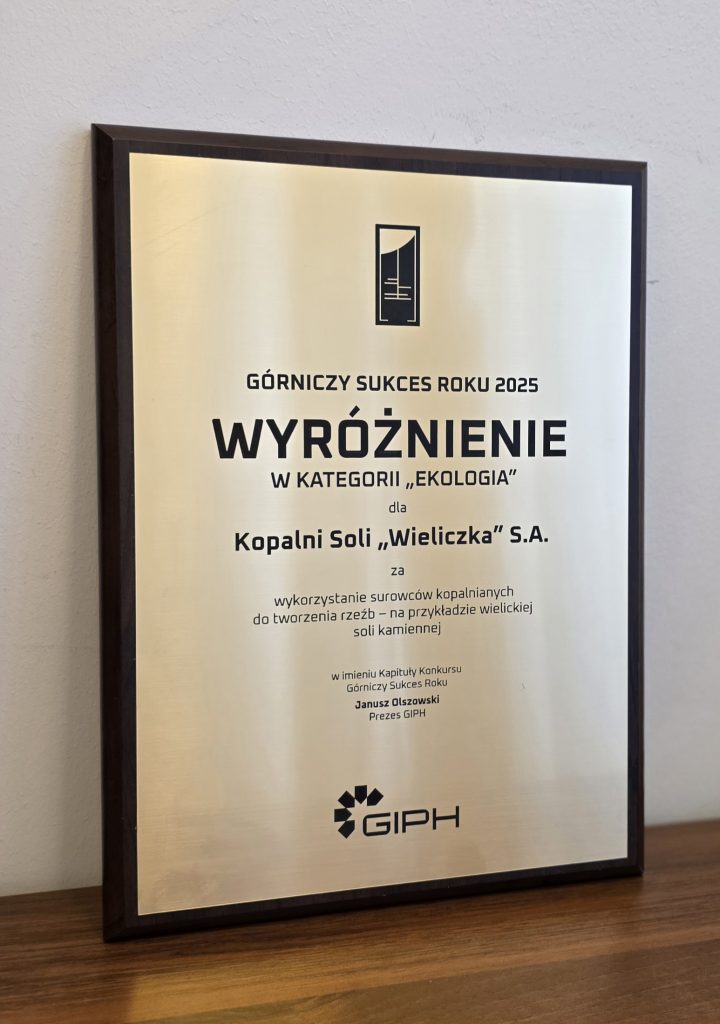 GÓRNICZY SUKCES ROKU 2025
WYRÓŻNIENIE
W KATEGORII „EKOLOGIA”
dla
Kopalni Soli „Wieliczka” S.A.
za
wykorzystanie surowców kopalnianych
do tworzenia rzeźb – na przykładzie wielickiej
soli kamiennej
w imieniu Kapituły Konkursu
Górniczy Sukces Roku
Janusz Olszowski
Prezes GIPH
GIPH